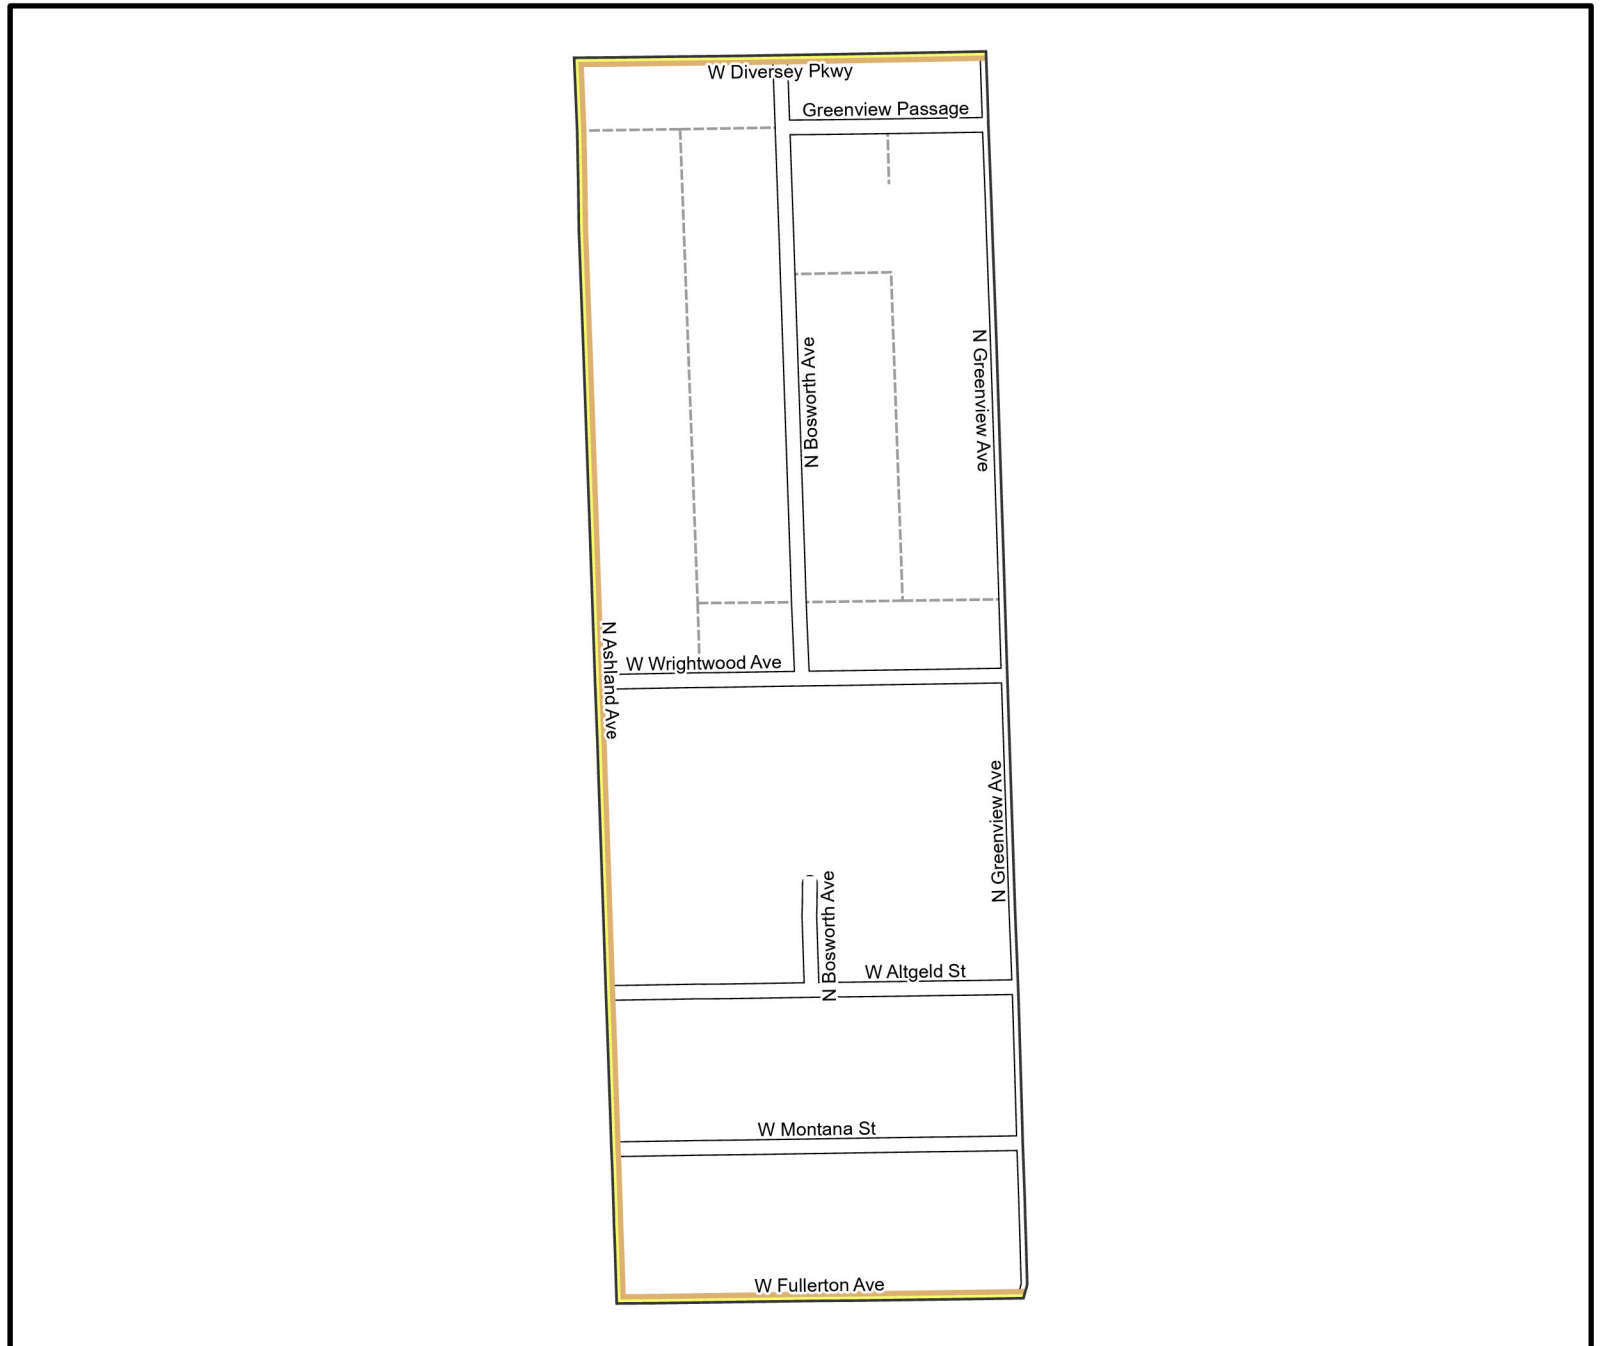 W Diversey Pkwy
Greenview Passage
N Bosworth Ave
N Greenview Ave
N Ashland Ave
W Wrightwood Ave
N Greenview Ave
N Bosworth Ave
W Altgeld St
W Montana St
W Fullerton Ave